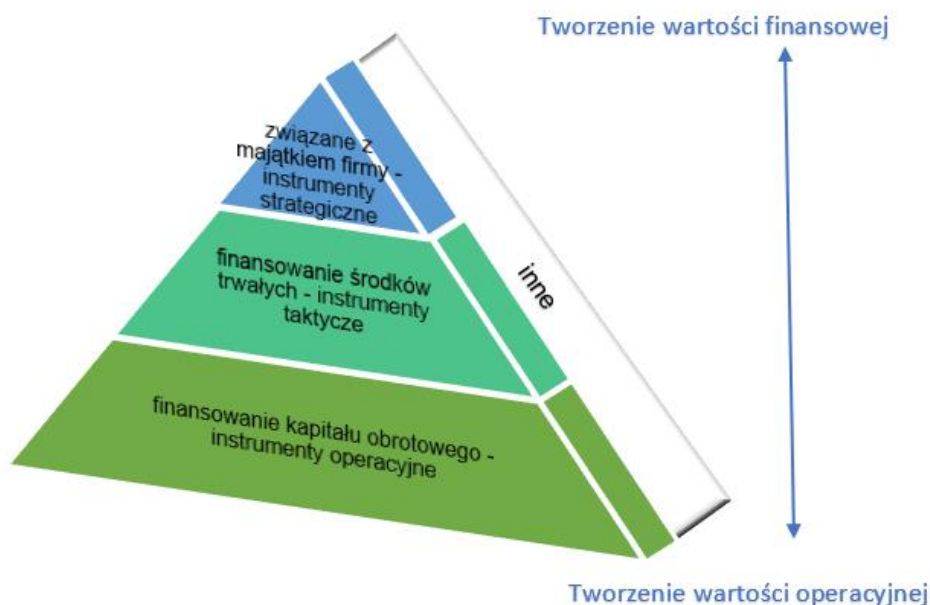 Tworzenie wartości finansowej
związane z
majątkiem firmy -
instrumenty
strategiczne
finansowanie środków
trwałych - instrumenty
taktycze
inne
finansowanie kapitału obrotowego -
instrumenty operacyjne
Tworzenie wartości operacyjnej